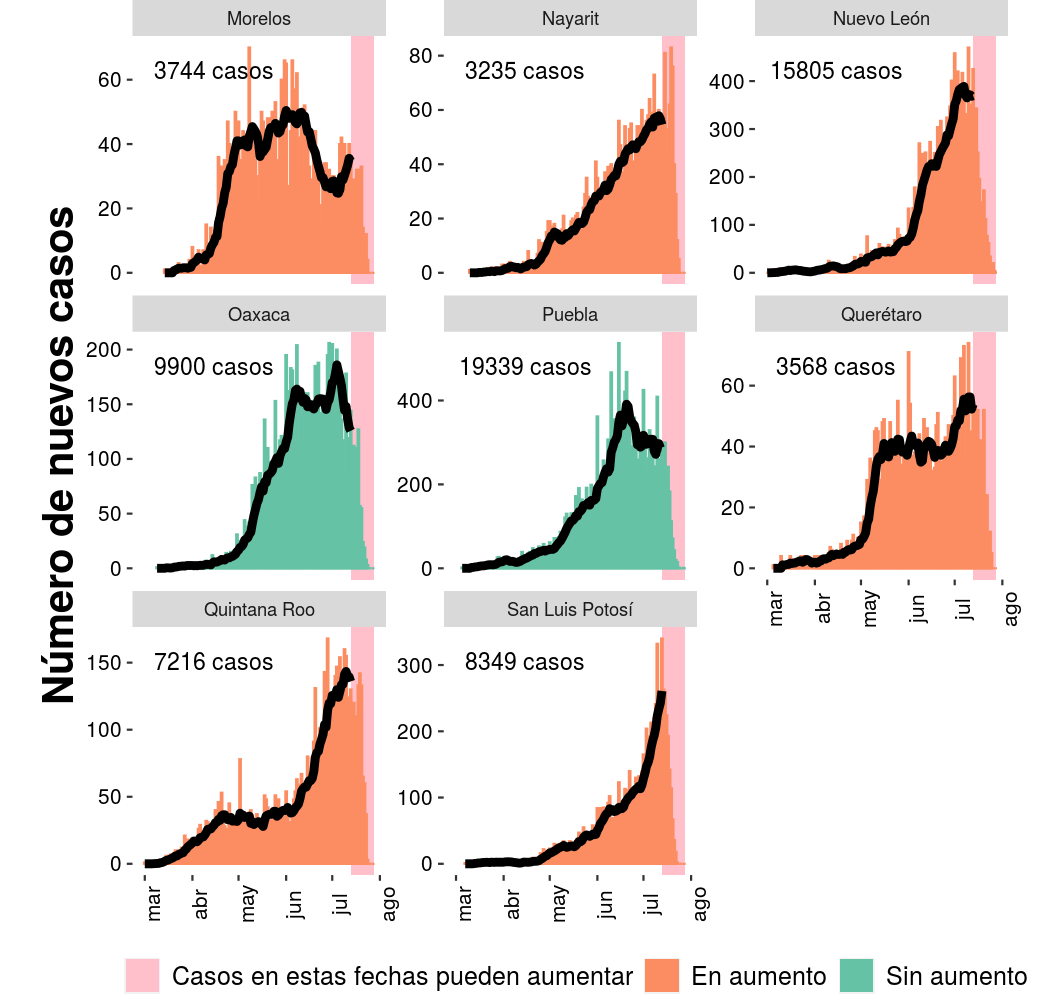 Morelos
Nayarit
Nuevo León
3744 casos
3235 casos
15805 casos
60
40
20
0
80
60
40
20
0
400
300
200
100
0
Número de nuevos casos
Oaxaca
Puebla
Querétaro
9900 casos
19339 casos
3568 casos
200
150
100
50
0
400
200
0
60
40
20
0
mar
abr
may
jun
jul
ago
Quintana Roo
San Luis Potosí
7216 casos
8349 casos
150
100
50
0
300
200
100
0
mar
abr
may
jun
jul
ago
mar
abr
may
jun
jul
ago
Casos en estas fechas pueden aumentar
En aumento
Sin aumento